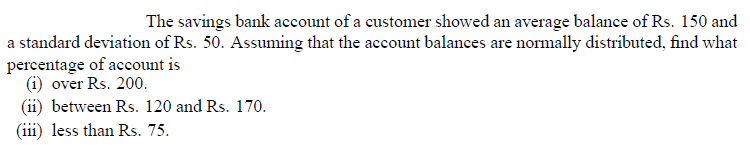 The savings bank account of a customer showed an average balance of Rs. 150 and
a standard deviation of Rs. 50. Assuming that the account balances are normally distributed, find what
percentage of account is
(i) over Rs. 200.
(ii) between Rs. 120 and Rs. 170.
(iii) less than Rs. 75.